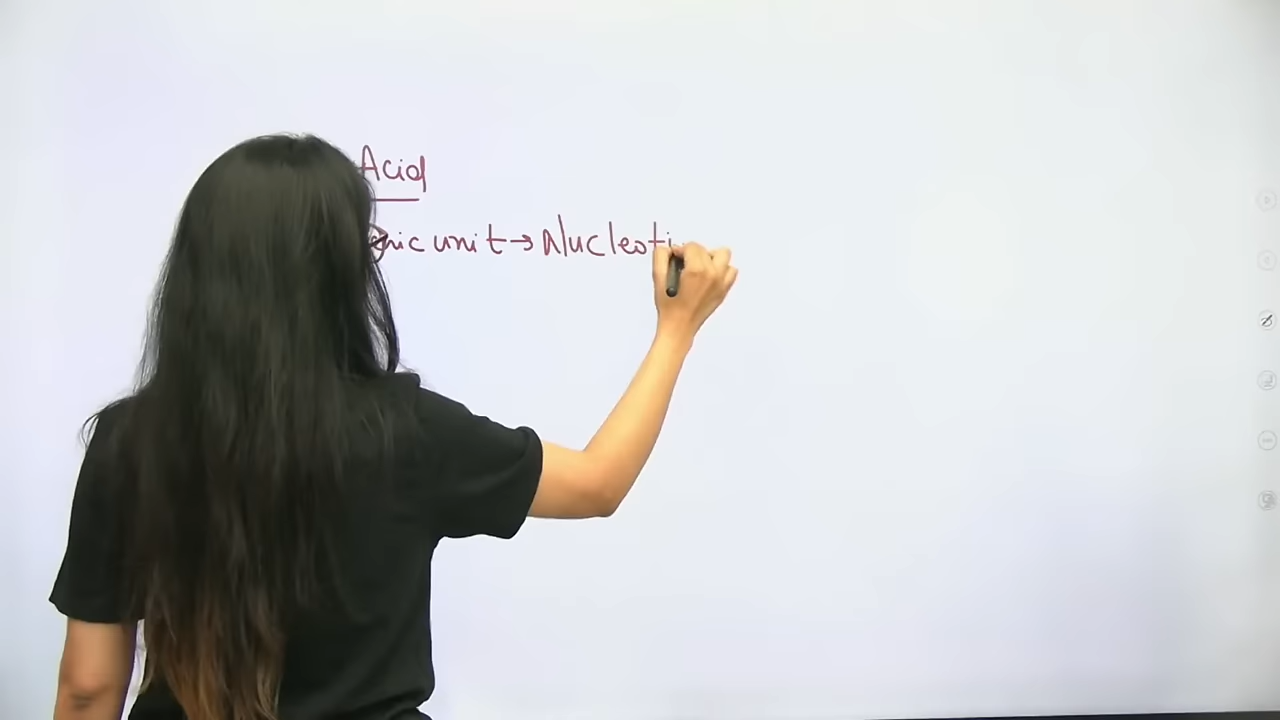 Acid
unit → Nucleoti